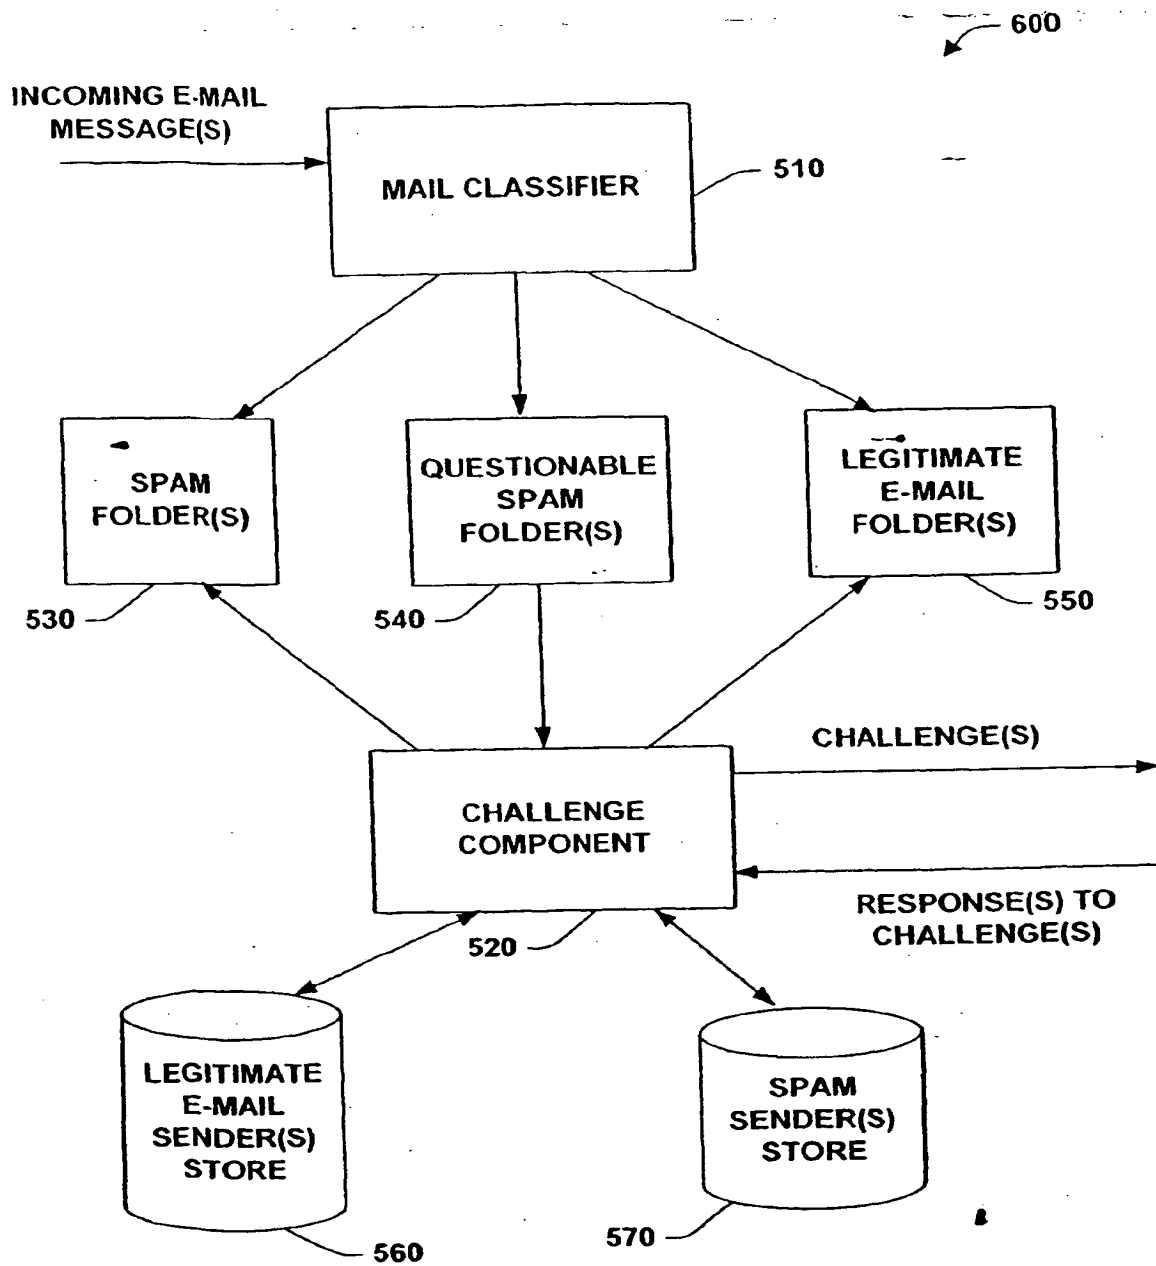 600
INCOMING E-MAIL
MESSAGE(S)
MAIL CLASSIFIER
510
SPAM
FOLDER(S)
530
QUESTIONABLE
SPAM
FOLDER(S)
540
LEGITIMATE
E-MAIL
FOLDER(S)
550
CHALLENGE(S)
CHALLENGE
COMPONENT
520
RESPONSE(S) TO
CHALLENGE(S)
LEGITIMATE
E-MAIL
SENDER(S)
STORE
560
SPAM
SENDER(S)
STORE
570